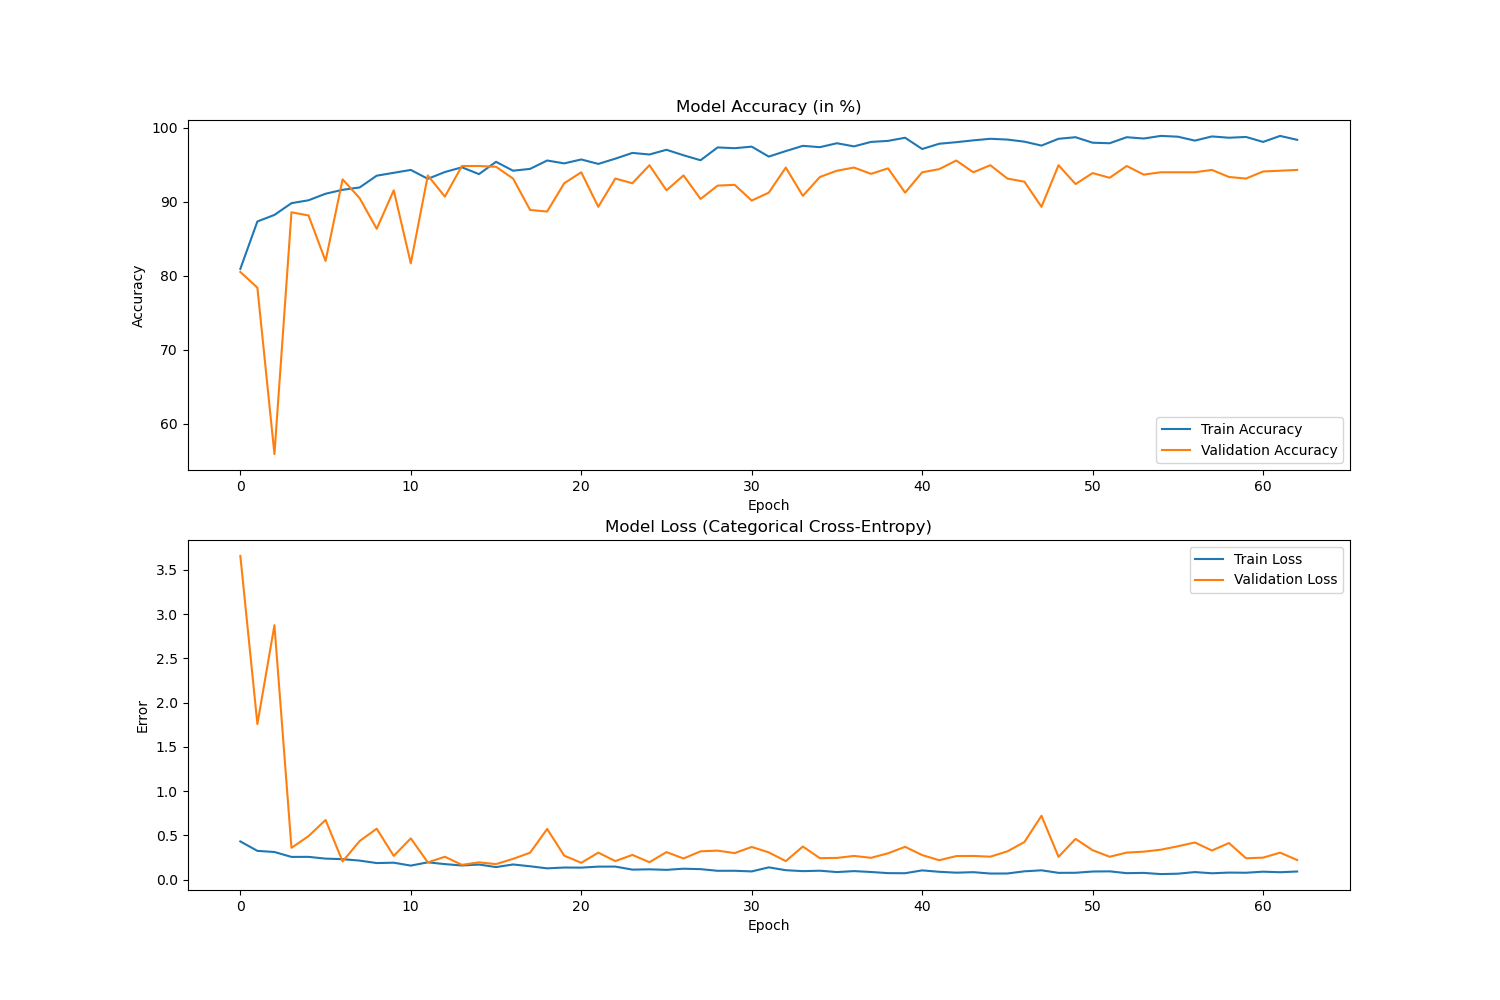 Model Accuracy (in %)
100
90
80
70
60
Accuracy
Train Accuracy
Validation Accuracy
0 10 20 30 40 50 60
Epoch
Model Loss (Categorical Cross-Entropy)
3.5
3.0
2.5
2.0
1.5
1.0
0.5
0.0
Error
Train Loss
Validation Loss
0 10 20 30 40 50 60
Epoch